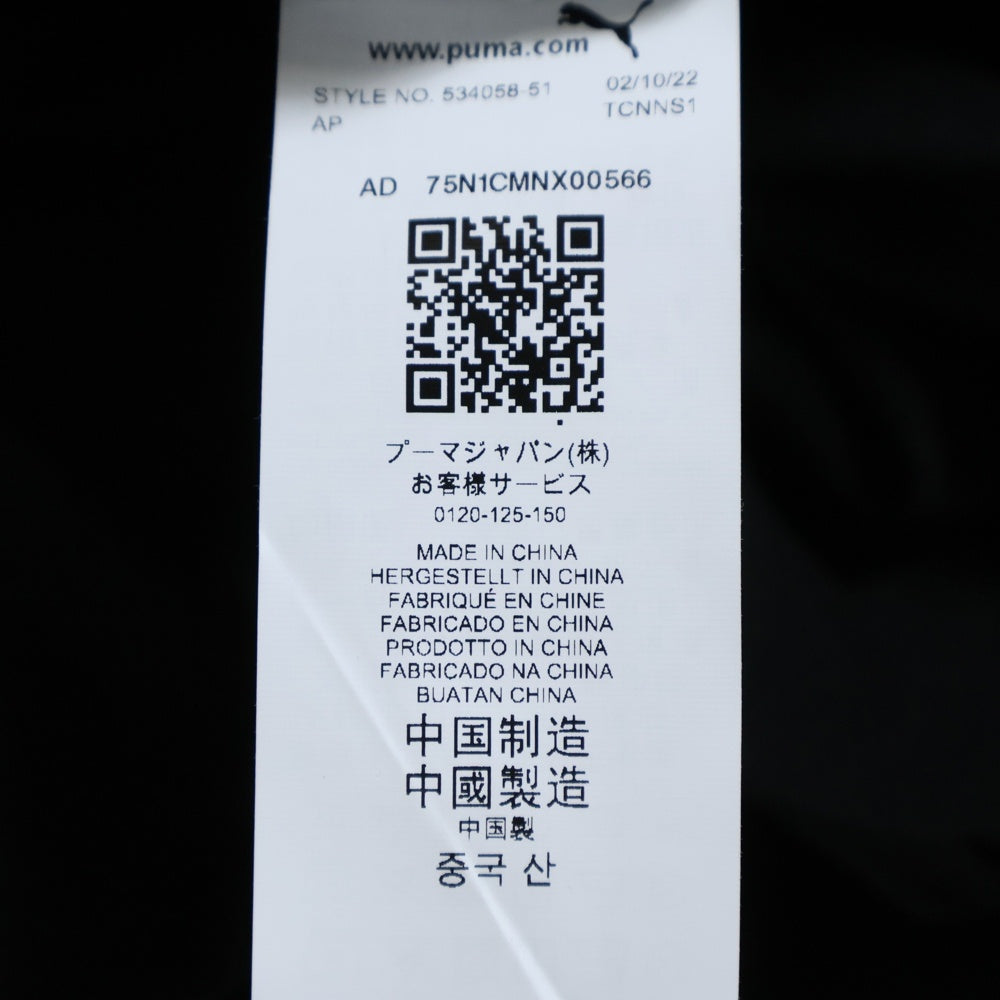 www.puma.com
STYLE NO. 534058-51 02/10/22
AP TCNNS1
AD 75N1CMNX00566
プーマジャパン(株)
お客様サービス
0120-125-150
MADE IN CHINA
HERGESTELLT IN CHINA
FABRIQUÉ EN CHINE
FABRICADO EN CHINA
PRODOTTO IN CHINA
FABRICADO NA CHINA
BUATAN CHINA
中国制造
中國製造
中国製
중국 산